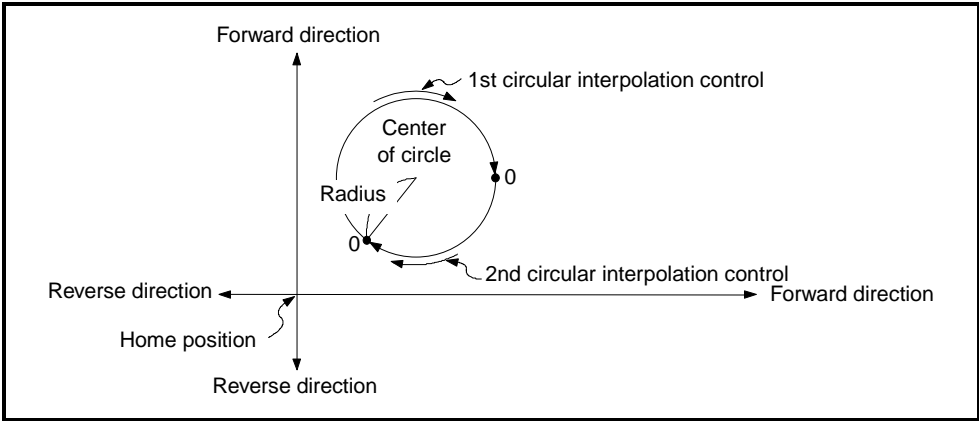 Forward direction
1st circular interpolation control
Center
of circle
0
Radius
0
2nd circular interpolation control
Reverse direction
Forward direction
Home position
Reverse direction